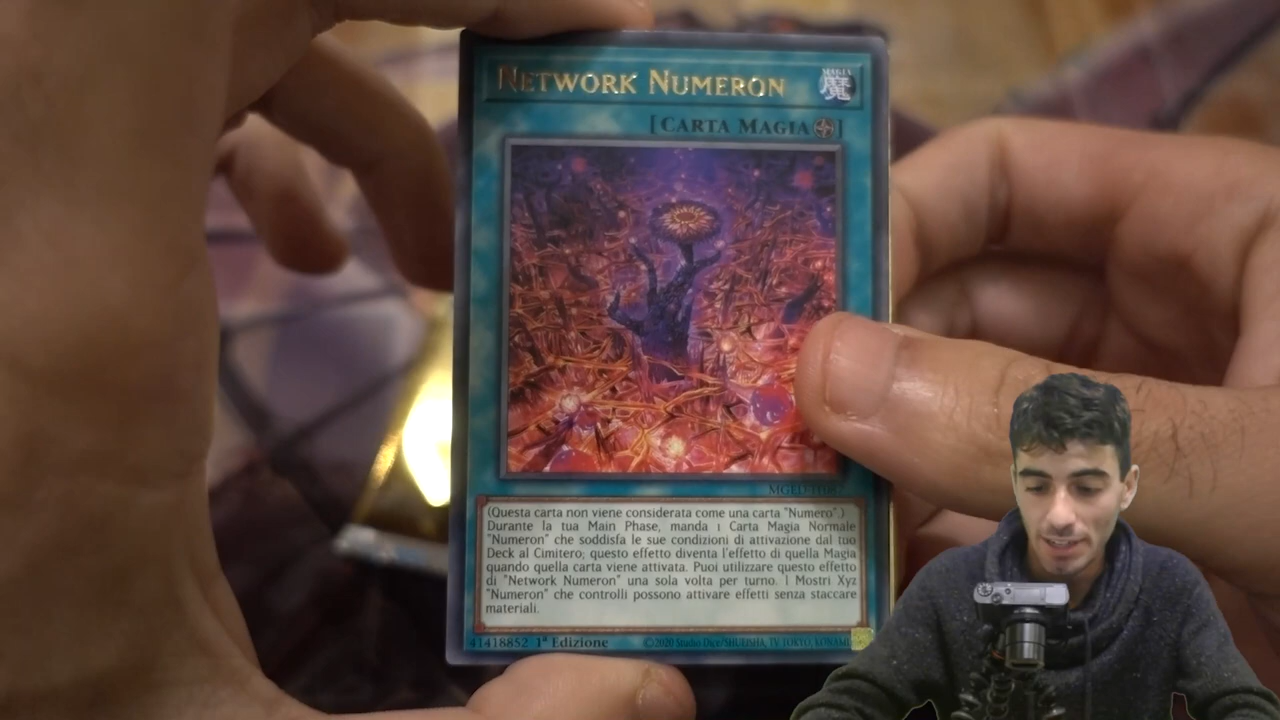 NETWORK NUMERON
MAGIA
魔
[CARTA MAGIA]
(Questa carta non viene considerata come una carta "Numero".)
Durante la tua Main Phase, manda 1 Carta Magia Normale
"Numeron" che soddisfa le sue condizioni di attivazione dal tuo
Deck al Cimitero; questo effetto diventa l'effetto di quella Magia
quando quella carta viene attivata. Puoi utilizzare questo effetto
di "Network Numeron" una sola volta per turno. I Mostri Xyz
"Numeron" che controlli possono attivare effetti senza staccare
materiali.
41418852 1ª Edizione ©2020 Studio Dice/SHUEISHA, TV TOKYO, KONAMI